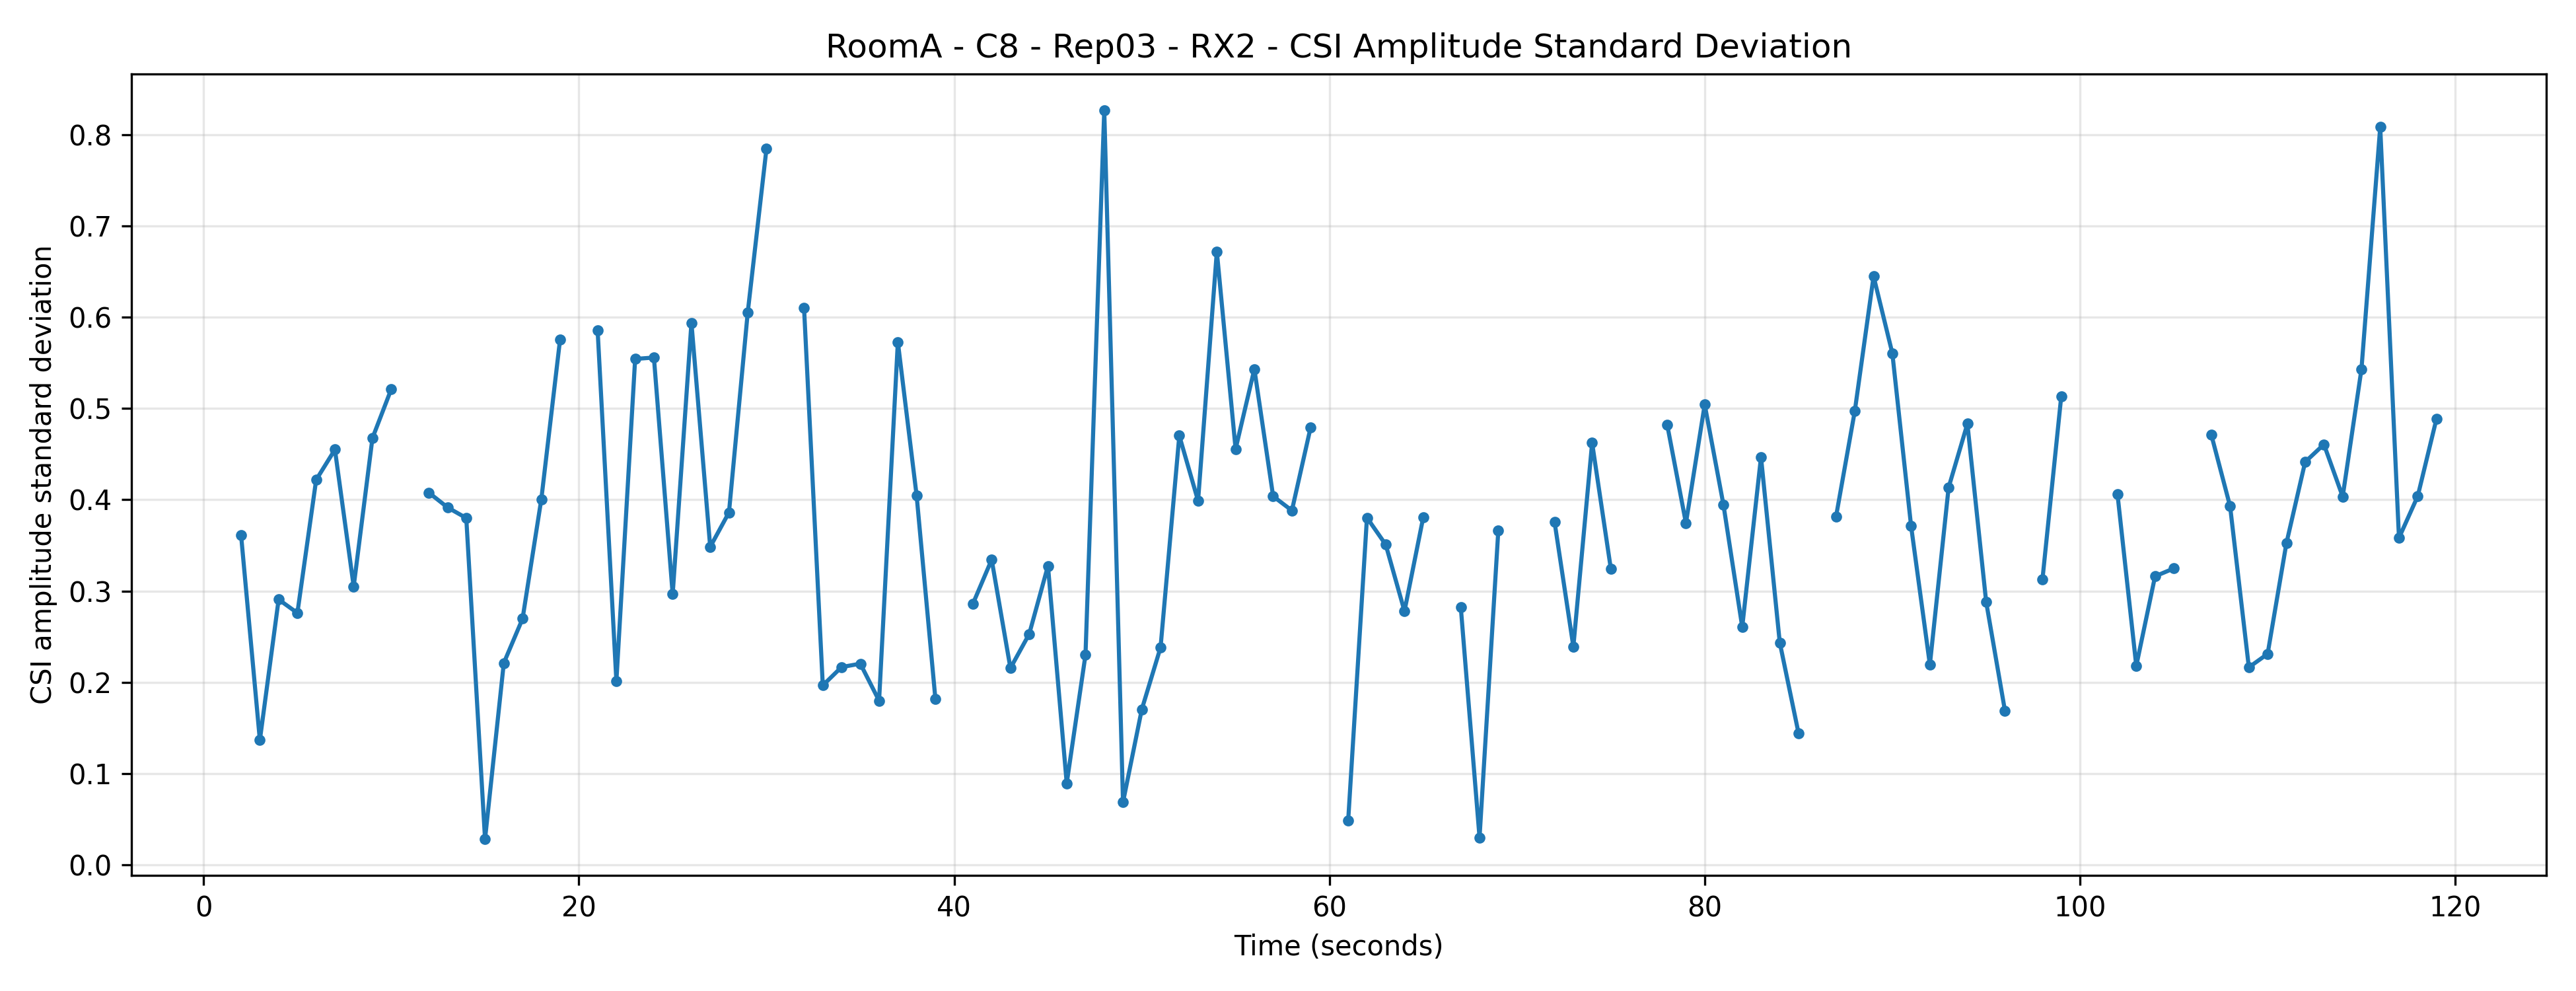 RoomA - C8 - Rep03 - RX2 - CSI Amplitude Standard Deviation
CSI amplitude standard deviation
0.8
0.7
0.6
0.5
0.4
0.3
0.2
0.1
0.0
0 20 40 60 80 100 120
Time (seconds)